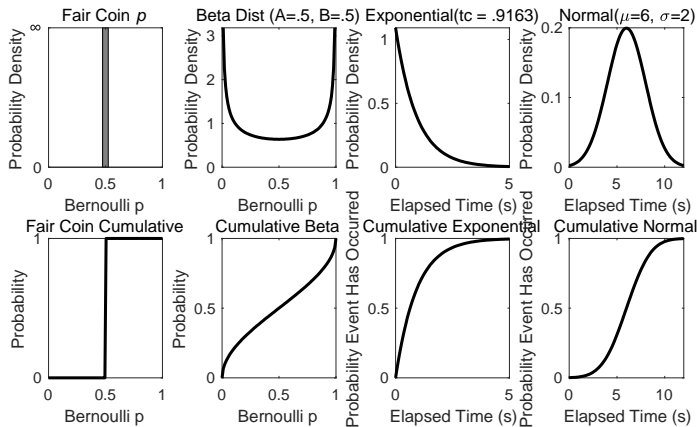 Fair Coin p
Probability Density
∞
0
0 0.5 1
Bernoulli p
Beta Dist (A=.5, B=.5)
Probability Density
3
2
1
0
0 0.5 1
Bernoulli p
Exponential(tc = .9163)
Probability Density
1
0.5
0
0 5
Elapsed Time (s)
Normal(μ=6, σ=2)
Probability Density
0.2
0.1
0
0 5 10
Elapsed Time (s)
Fair Coin Cumulative
Probability
1
0
0 0.5 1
Bernoulli p
Cumulative Beta
Probability
1
0.5
0
0 0.5 1
Bernoulli p
Cumulative Exponential
Probability Event Has Occurred
1
0.5
0
0 5
Elapsed Time (s)
Cumulative Normal
Probability Event Has Occurred
1
0.5
0
0 5 10
Elapsed Time (s)